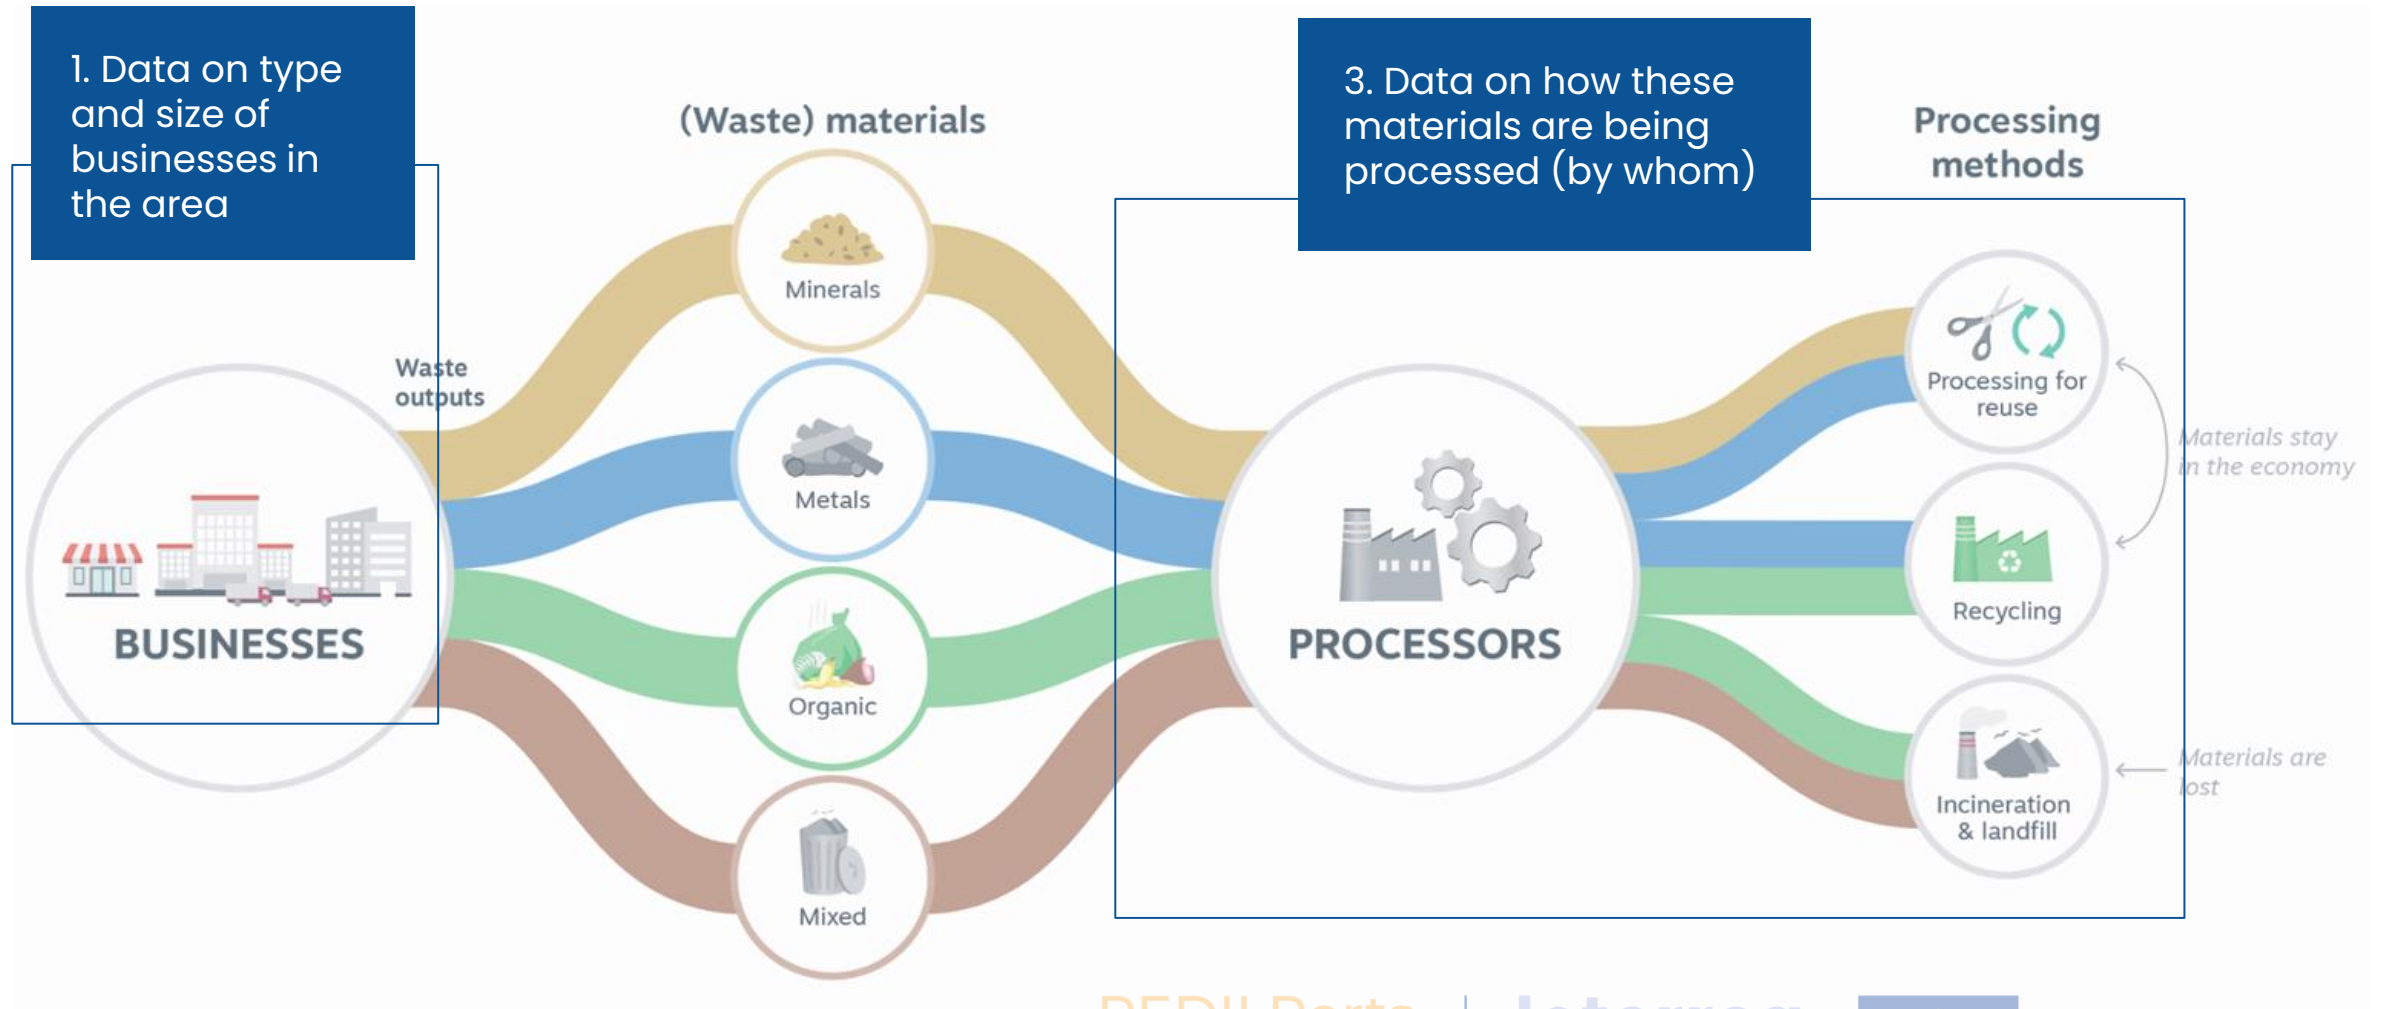 1. Data on type
and size of
businesses in
the area
(Waste) materials
3. Data on how these
materials are being
processed (by whom)
Processing
methods
Minerals
Waste
outputs
Processing for
reuse
Materials stay
in the economy
Metals
BUSINESSES
PROCESSORS
Recycling
Organic
Materials are
lost
Incineration
& landfill
Mixed